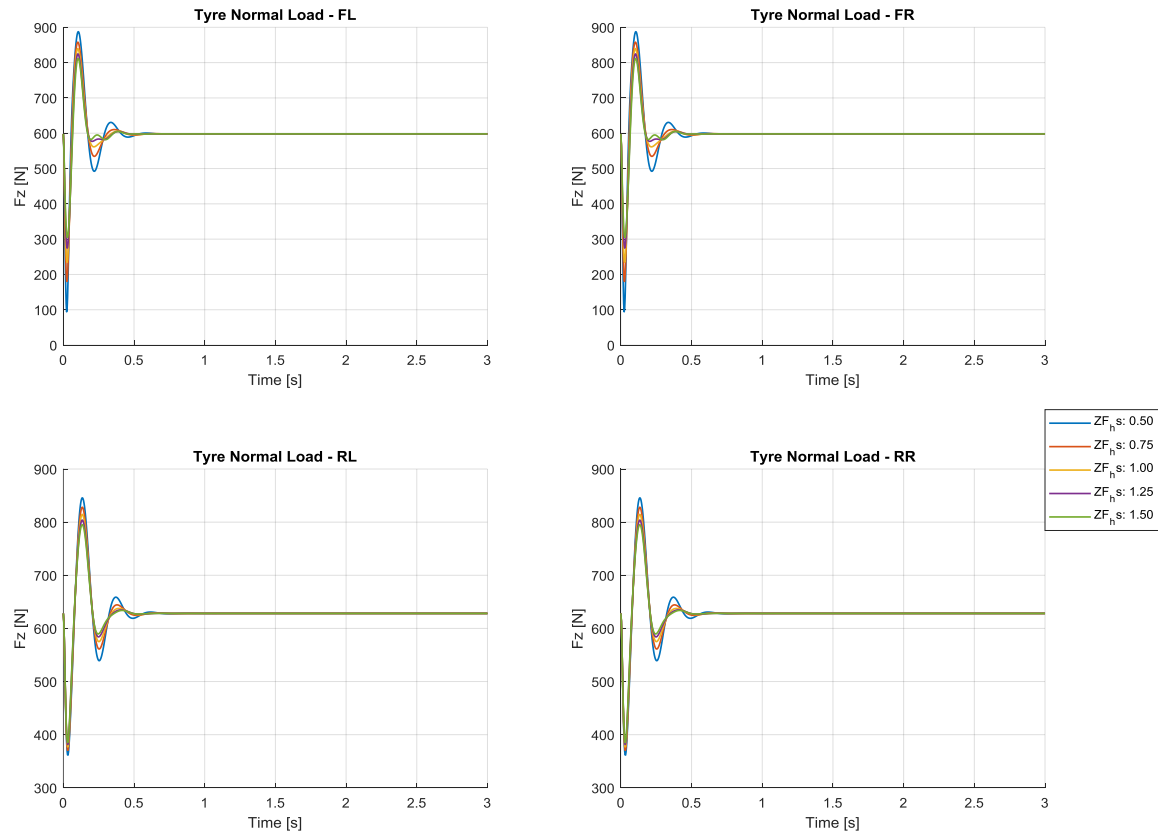 Tyre Normal Load - FL
900
800
700
600
500
400
300
200
100
0
Fz [N]
0 0.5 1 1.5 2 2.5 3
Time [s]
Tyre Normal Load - FR
900
800
700
600
500
400
300
200
100
0
Fz [N]
0 0.5 1 1.5 2 2.5 3
Time [s]
ZFhs: 0.50
ZFhs: 0.75
ZFhs: 1.00
ZFhs: 1.25
ZFhs: 1.50
Tyre Normal Load - RL
900
800
700
600
500
400
300
Fz [N]
0 0.5 1 1.5 2 2.5 3
Time [s]
Tyre Normal Load - RR
900
800
700
600
500
400
300
Fz [N]
0 0.5 1 1.5 2 2.5 3
Time [s]